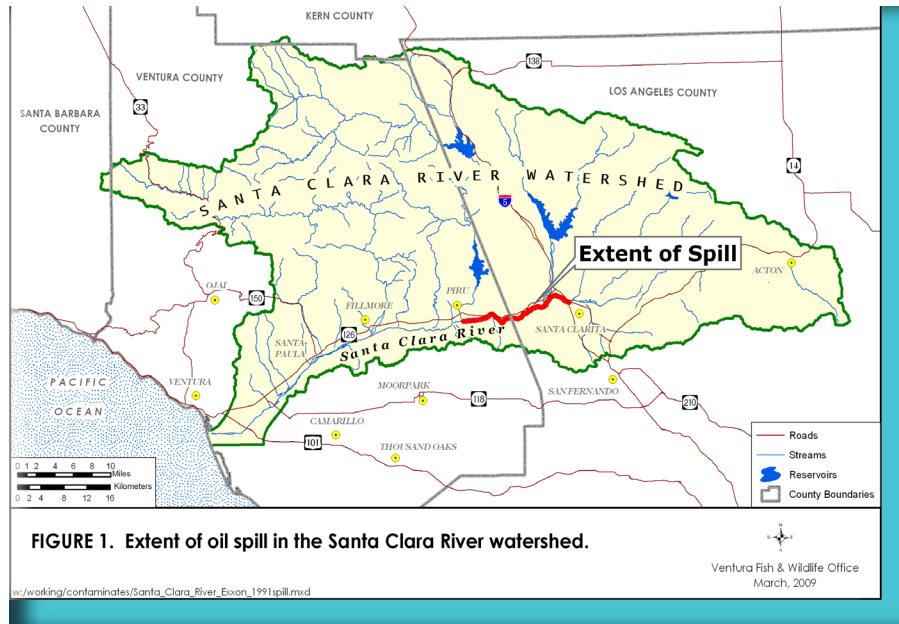 KERN COUNTY
138
VENTURA COUNTY
LOS ANGELES COUNTY
33
SANTA BARBARA
COUNTY
14
SANTA CLARA RIVER WATERSHED
5
Extent of Spill
ACTON
OJAI
150
PIRU
FILLMORE
126
SANTA CLARITA
SANTA
PAULA
Santa Clara River
PACIFIC
OCEAN
VENTURA
MOORPARK
118
SAN FERNANDO
210
CAMARILLO
101
THOUSAND OAKS
Roads
Streams
Reservoirs
County Boundaries
0 1 2 4 6 8 10
Miles
Kilometers
0 2 4 8 12 16
FIGURE 1. Extent of oil spill in the Santa Clara River watershed.
N
W E
S
Ventura Fish & Wildlife Office
March, 2009
w:/working/contaminates/Santa_Clara_River_Exxon_1991spill.mxd